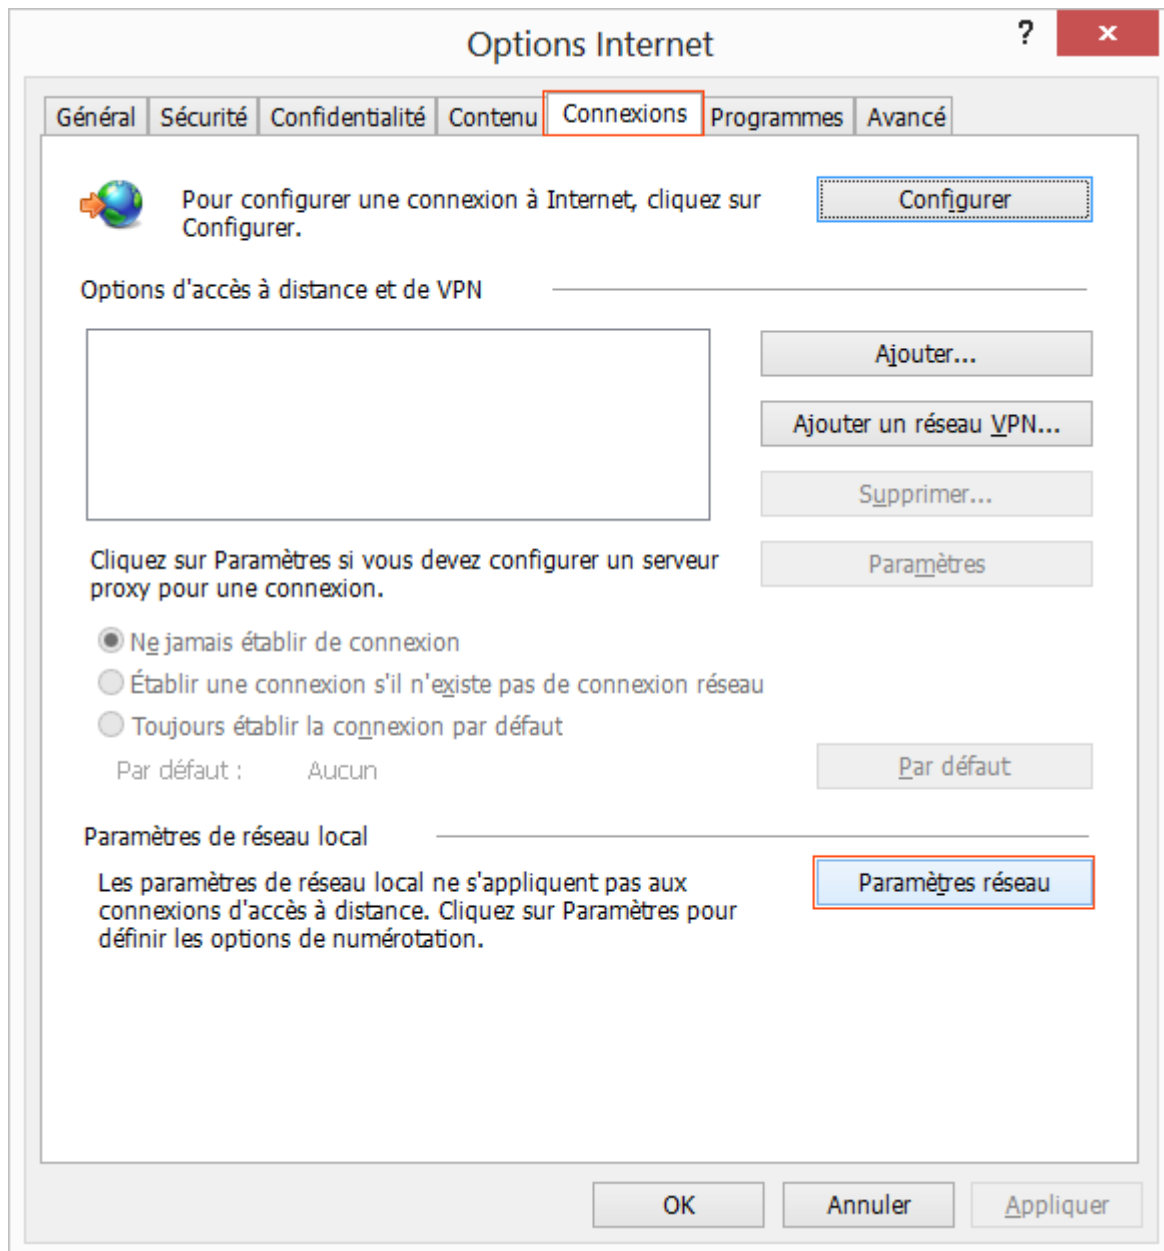 Options Internet
?
x
Général Sécurité Confidentialité Contenu Connexions Programmes Avancé
Pour configurer une connexion à Internet, cliquez sur
Configurer.
Configurer
Options d'accès à distance et de VPN
Ajouter...
Ajouter un réseau VPN...
Supprimer...
Cliquez sur Paramètres si vous devez configurer un serveur
proxy pour une connexion.
Paramètres
Ne jamais établir de connexion
Établir une connexion s'il n'existe pas de connexion réseau
Toujours établir la connexion par défaut
Par défaut : Aucun
Par défaut
Paramètres de réseau local
Les paramètres de réseau local ne s'appliquent pas aux
connexions d'accès à distance. Cliquez sur Paramètres pour
définir les options de numérotation.
Paramètres réseau
OK Annuler Appliquer